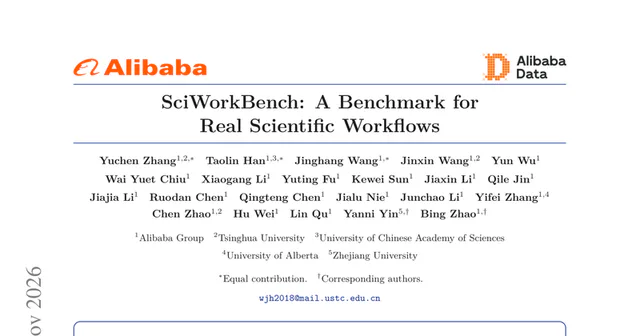 Alibaba
Alibaba
Data
SciWorkBench: A Benchmark for
Real Scientific Workflows
Yuchen Zhang1,2,* Taolin Han1,3,* Jinghang Wang1,* Jinxin Wang1,2 Yun Wu1
Wai Yuet Chiu1 Xiaogang Li1 Yuting Fu1 Kewei Sun1 Jiaxin Li1 Qile Jin1
Jiajia Li1 Ruodan Chen1 Qingteng Chen1 Jialu Nie1 Junchao Li1 Yifei Zhang1,4
Chen Zhao1,2 Hu Wei1 Lin Qu1 Yanni Yin5,† Bing Zhao1,†
1Alibaba Group 2Tsinghua University 3University of Chinese Academy of Sciences
4University of Alberta 5Zhejiang University
*Equal contribution. †Corresponding authors.
wjh2018@mail.ustc.edu.cn
2026